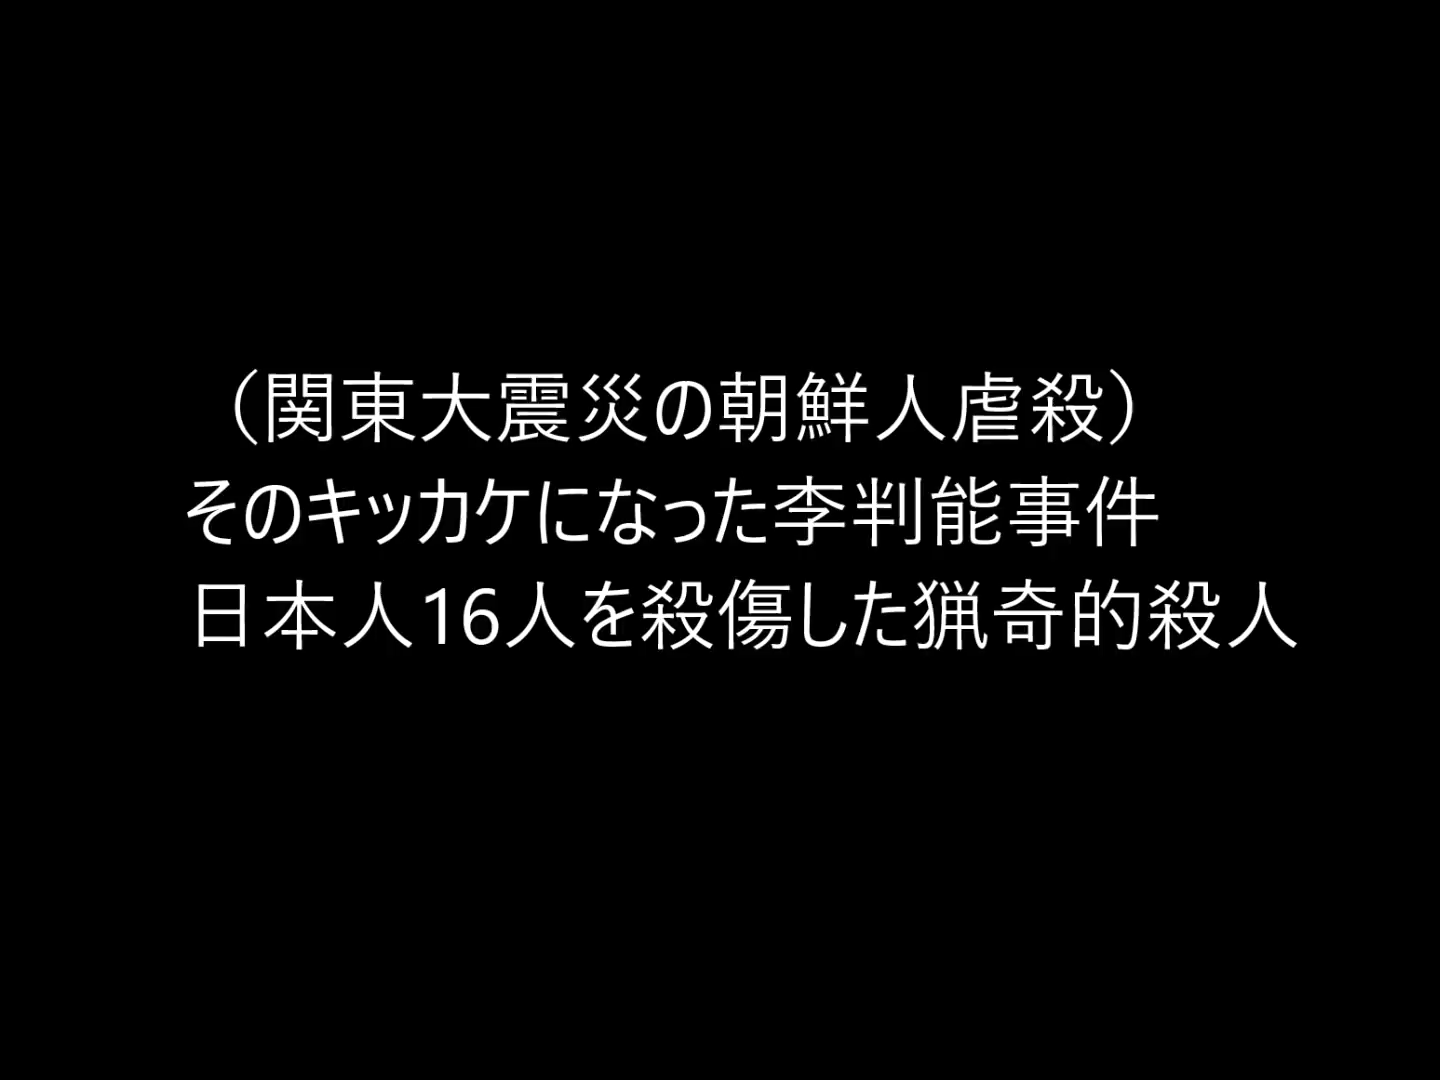 （関東大震災の朝鮮人虐殺）
そのキッカケになった李判能事件
日本人16人を殺傷した猟奇的殺人